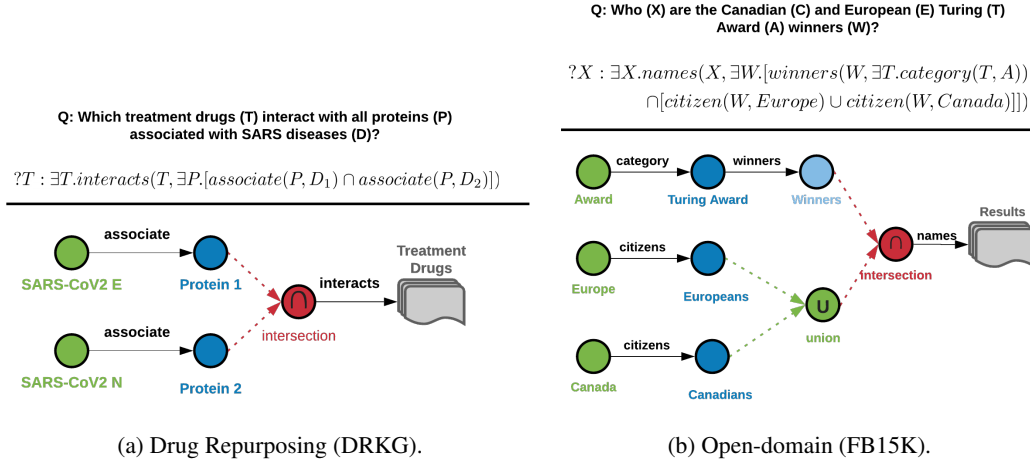 Q: Which treatment drugs (T) interact with all proteins (P)
associated with SARS diseases (D)?
?T : ∃T.interacts(T, ∃P.[associate(P, D₁) ∩ associate(P, D₂)])
associate
SARS-CoV2 E
Protein 1
associate
SARS-CoV2 N
Protein 2
∩
intersection
interacts
Treatment
Drugs
(a) Drug Repurposing (DRKG).
Q: Who (X) are the Canadian (C) and European (E) Turing (T)
Award (A) winners (W)?
?X : ∃X.names(X, ∃W.[winners(W, ∃T.category(T, A))
∩[citizen(W, Europe) ∪ citizen(W, Canada)]])
category
winners
Award
Turing Award
Winners
citizens
Europe
Europeans
citizens
Canada
Canadians
U
union
∩
Intersection
names
Results
(b) Open-domain (FB15K).